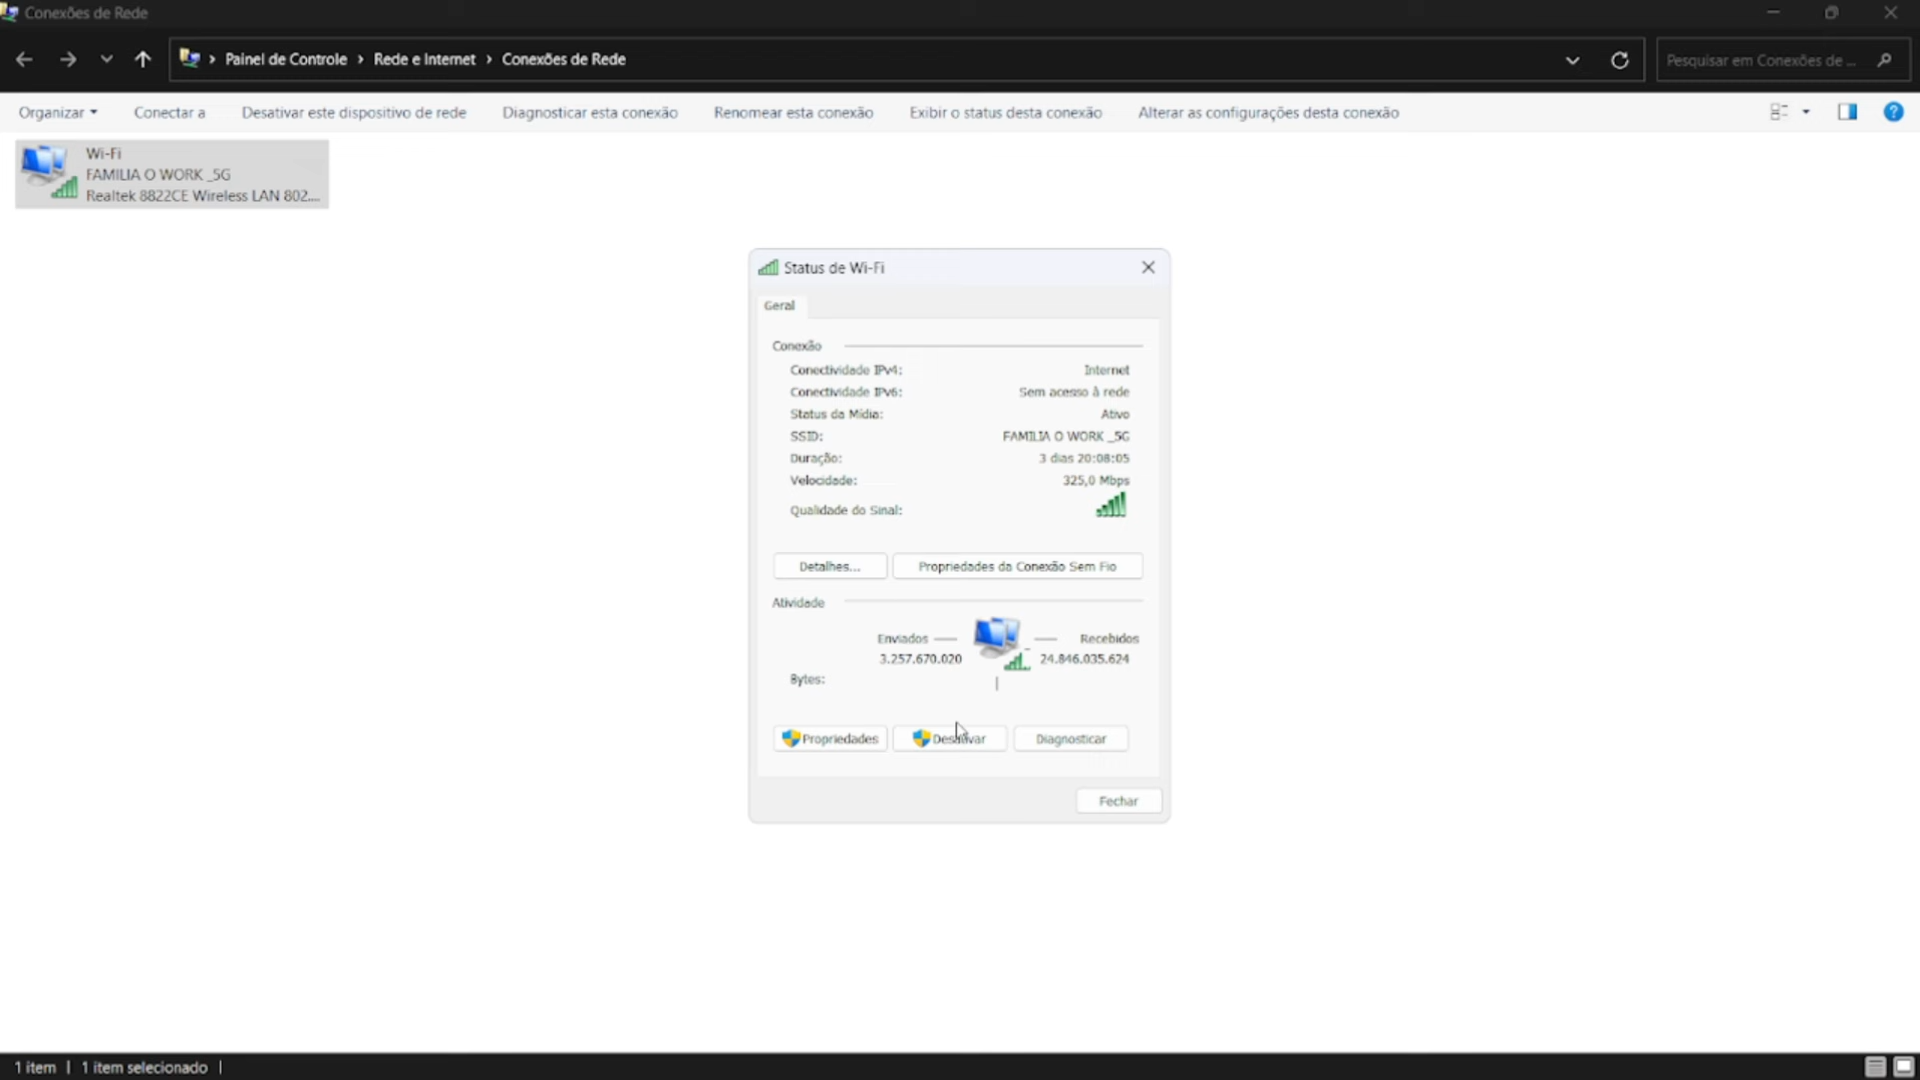 Conexões de Rede
Painel de Controle > Rede e Internet > Conexões de Rede
Pesquisar em Conexões de ...
Organizar
Conectar a
Desativar este dispositivo de rede
Diagnosticar esta conexão
Renomear esta conexão
Exibir o status desta conexão
Alterar as configurações desta conexão
Wi-Fi
FAMILIA O WORK _5G
Realtek 8822CE Wireless LAN 802....
Status de Wi-Fi
Geral
Conexão
Conectividade IPv4: Internet
Conectividade IPv6: Sem acesso à rede
Status da Mídia: Ativo
SSID: FAMILIA O WORK _5G
Duração: 3 dias 20:08:05
Velocidade: 325,0 Mbps
Qualidade do Sinal:
Detalhes... Propriedades da Conexão Sem Fio
Atividade
Enviados — — Recebidos
3.257.670.020 24.846.035.624
Bytes:
Propriedades Desativar Diagnosticar
Fechar
1 item | 1 item selecionado |